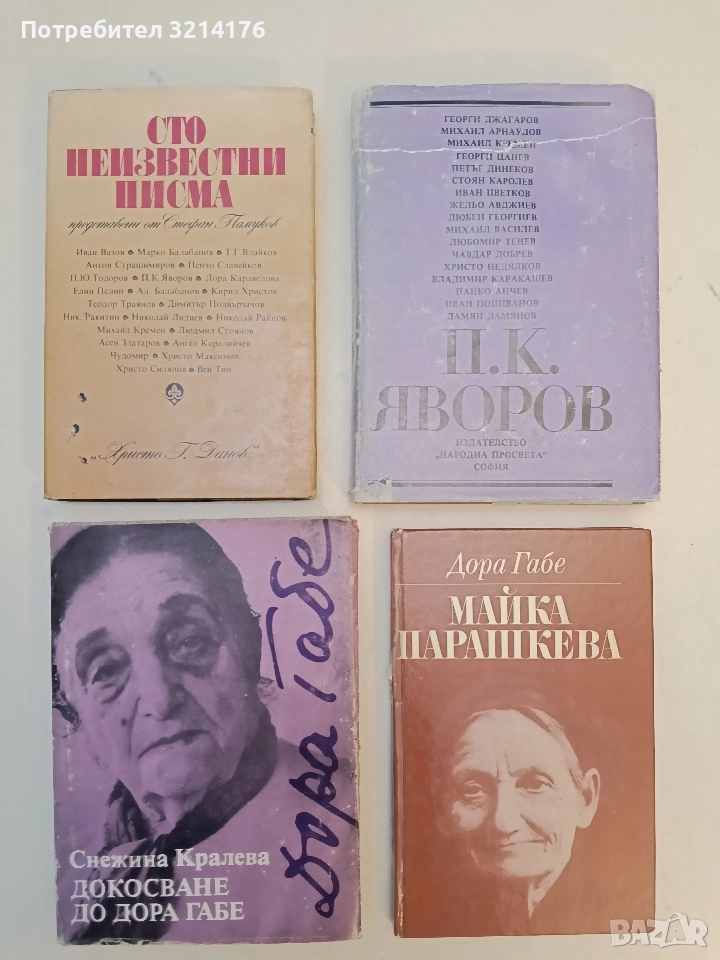 Потребител 3214176
СТО
НЕИЗВЕСТНИ
ПИСМА
представени от Стефан Памуков
Иван Вазов • Марко Балабанов • Т.Г. Влайков
Антон Страшимиров • Пенчо Славейков
П.Ю. Тодоров • П.К. Яворов • Лора Каравелова
Елин Пелин • Ал. Балабанов • Кирил Христов
Теодор Траянов • Димитър Подвързачов
Ник. Ракитин • Николай Лилиев • Николай Райнов
Михаил Кремен • Людмил Стоянов
Асен Златаров • Ангел Каралийчев
Чудомир • Христо Максимов
Христо Силянов • Вен Тин
„Христо Г. Данов“
ГЕОРГИ ДЖАГАРОВ
МИХАИЛ АРНАУДОВ
МИХАИЛ КРЕМЕН
ГЕОРГИ ЦАНЕВ
ПЕТЪР ДИНЕКОВ
СТОЯН КАРОЛЕВ
ИВАН ЦВЕТКОВ
ЖЕЛЬО АВДЖИЕВ
ЛЮБЕН ГЕОРГИЕВ
МИХАИЛ ВАСИЛЕВ
ЛЮБОМИР ТЕНЕВ
ЧАВДАР ДОБРЕВ
ХРИСТО НЕДЯЛКОВ
ВЛАДИМИР КАРАКАШЕВ
ПАНКО АНЧЕВ
ИВАН ПОПИВАНОВ
ДАМЯН ДАМЯНОВ
П.К.
ЯВОРОВ
ИЗДАТЕЛСТВО
„НАРОДНА ПРОСВЕТА“
СОФИЯ
Дора Габе
Снежина Кралева
ДОКОСВАНЕ
ДО ДОРА ГАБЕ
Дора Габе
МАЙКА
ПАРАШКЕВА
BAZAR